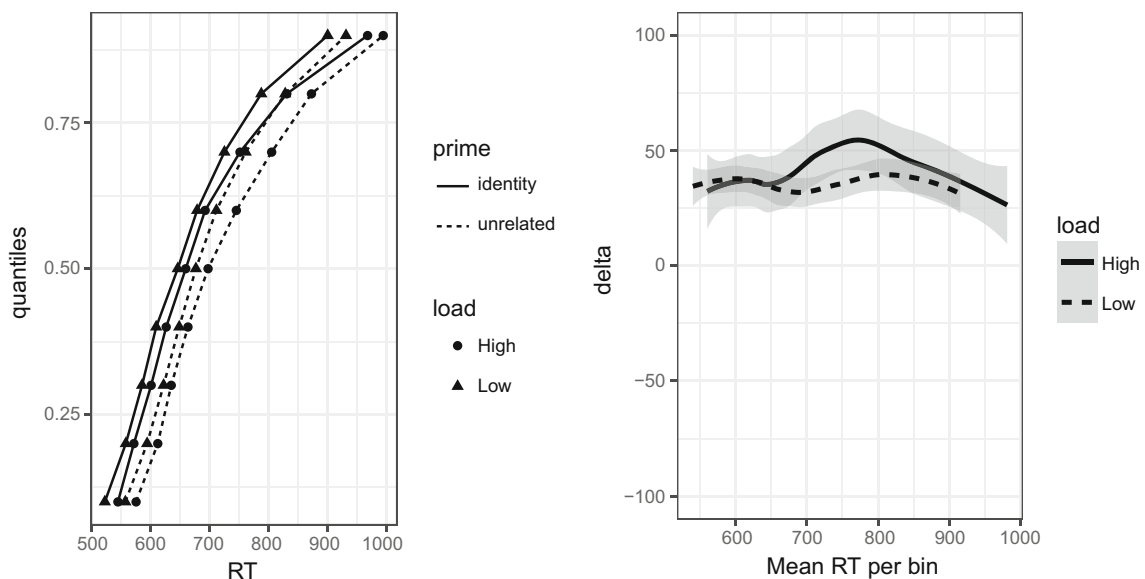 quantiles
0.75
0.50
0.25
500 600 700 800 900 1000
RT
prime
identity
unrelated
load
High
Low
delta
100
50
0
−50
−100
600 700 800 900 1000
Mean RT per bin
load
High
Low